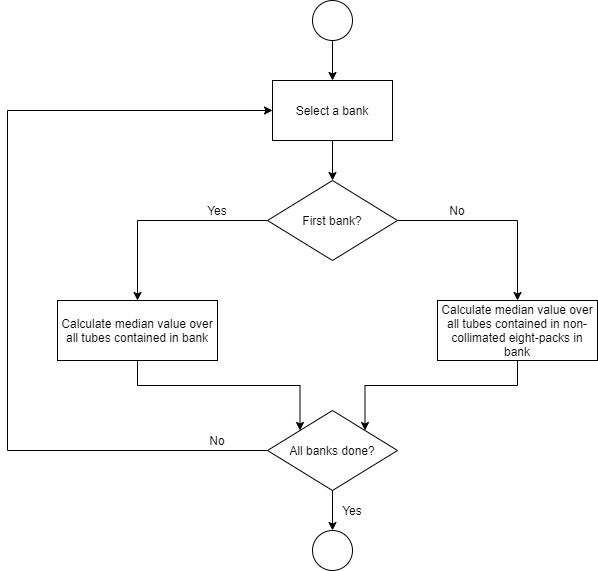 Select a bank
First bank?
Yes
No
Calculate median value over
all tubes contained in bank
Calculate median value over
all tubes contained in non-
collimated eight-packs in
bank
All banks done?
No
Yes